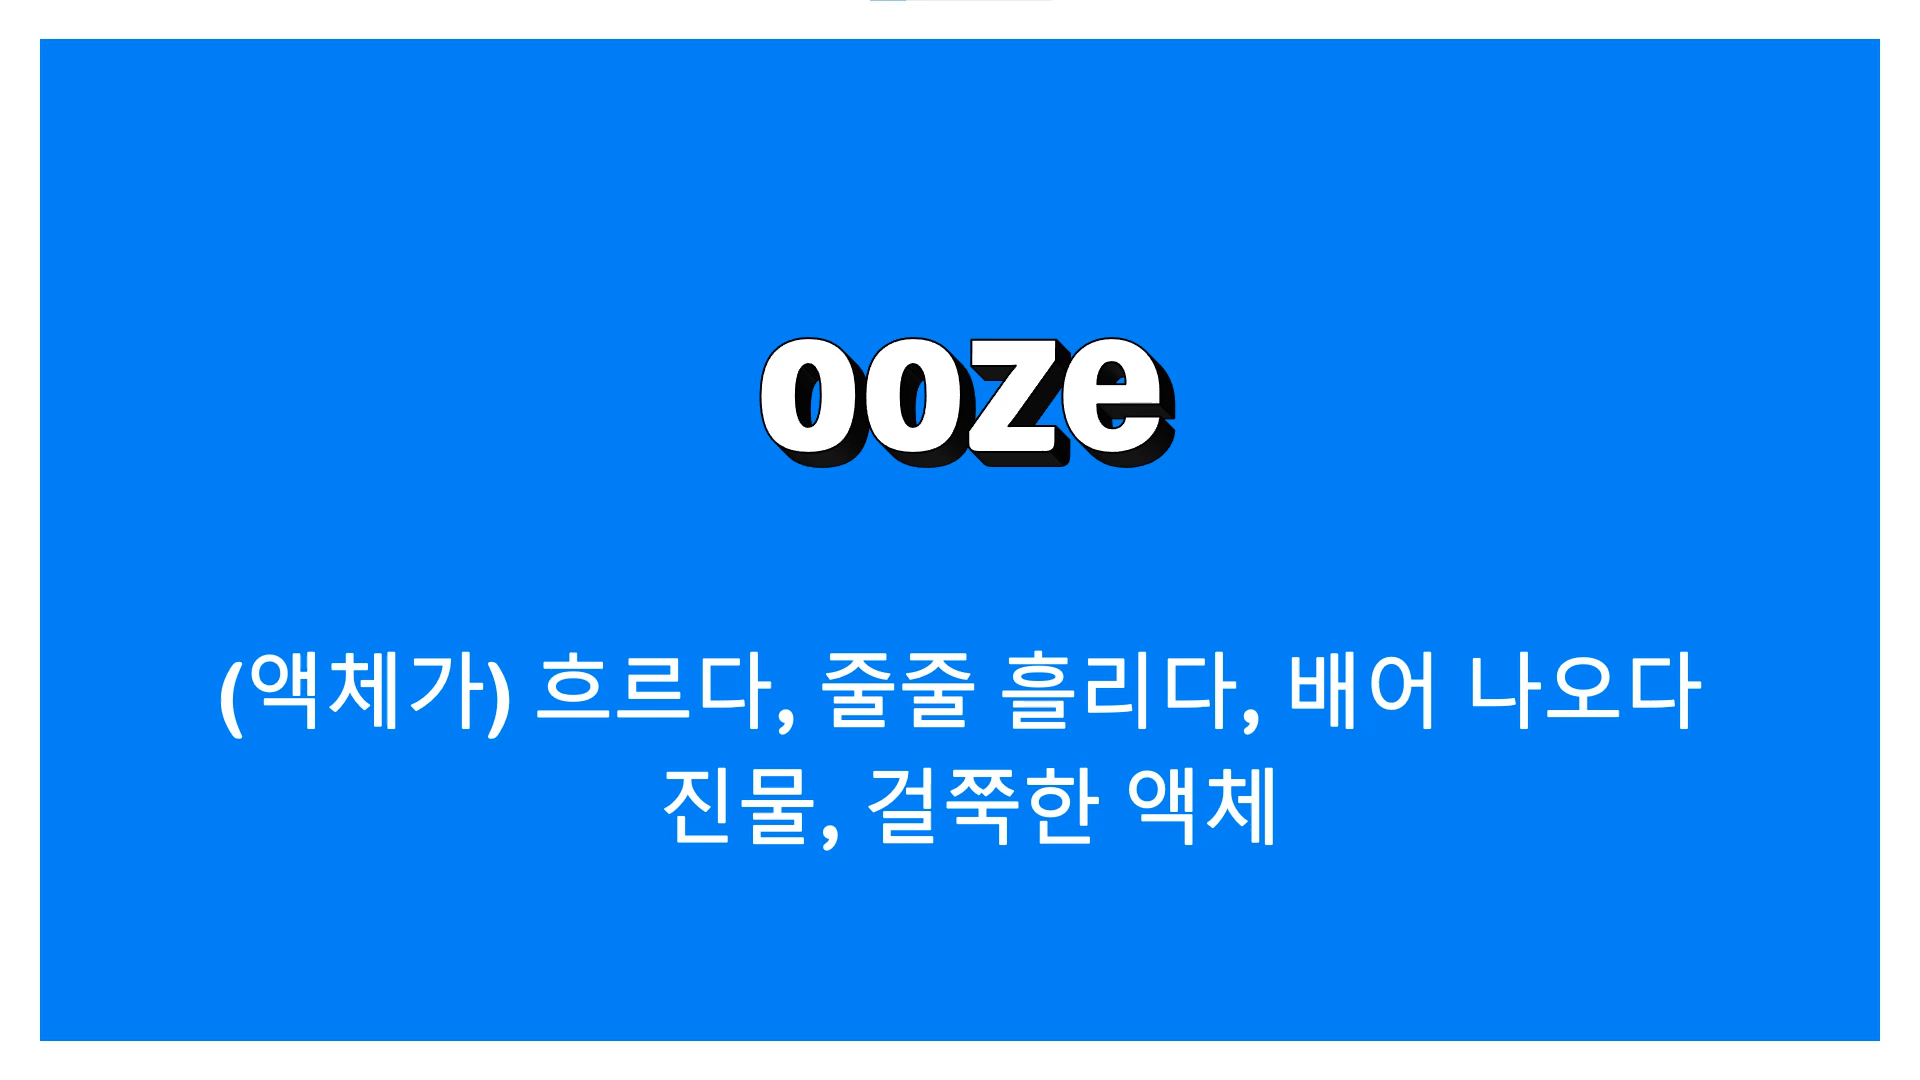 ooze
(액체가) 흐르다, 줄줄 흘리다, 배어 나오다
진물, 걸쭉한 액체